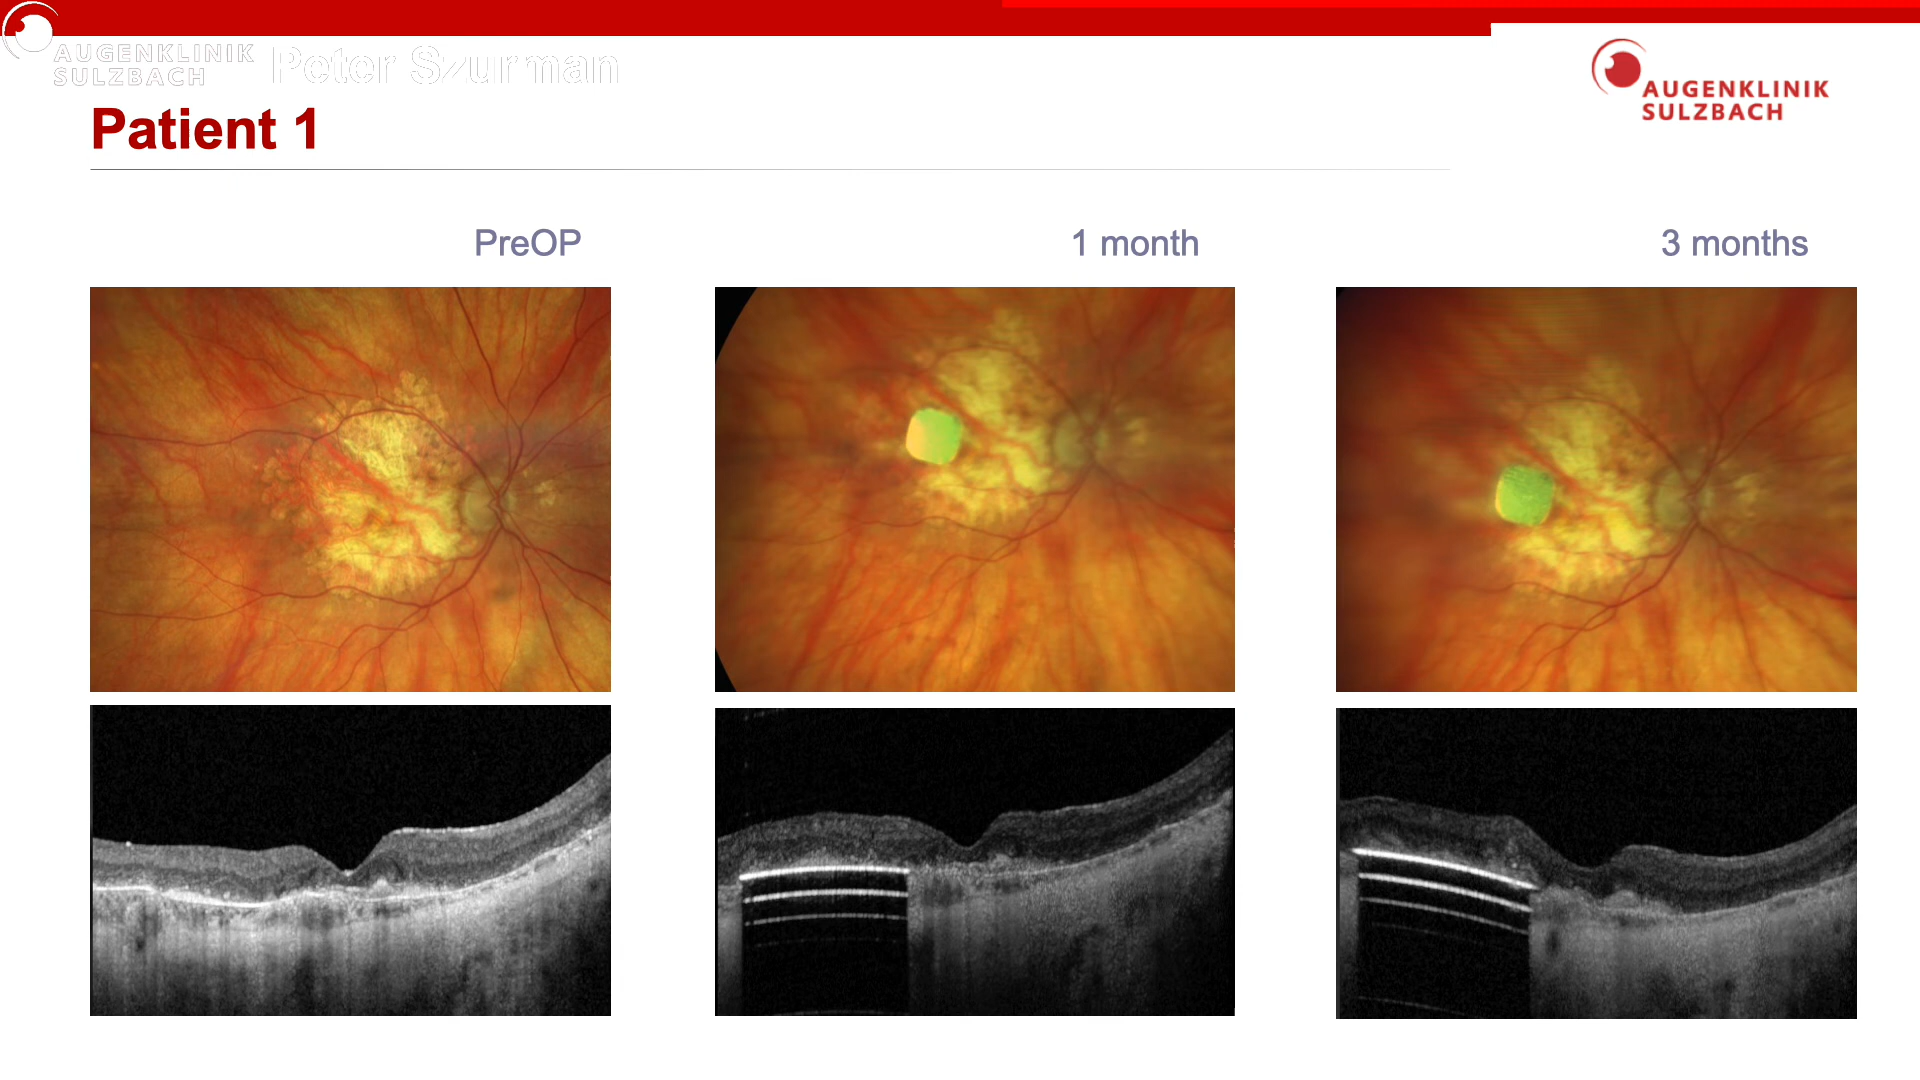 AUGENKLINIK
SULZBACH
Peter Szurman
AUGENKLINIK
SULZBACH
Patient 1
PreOP
1 month
3 months